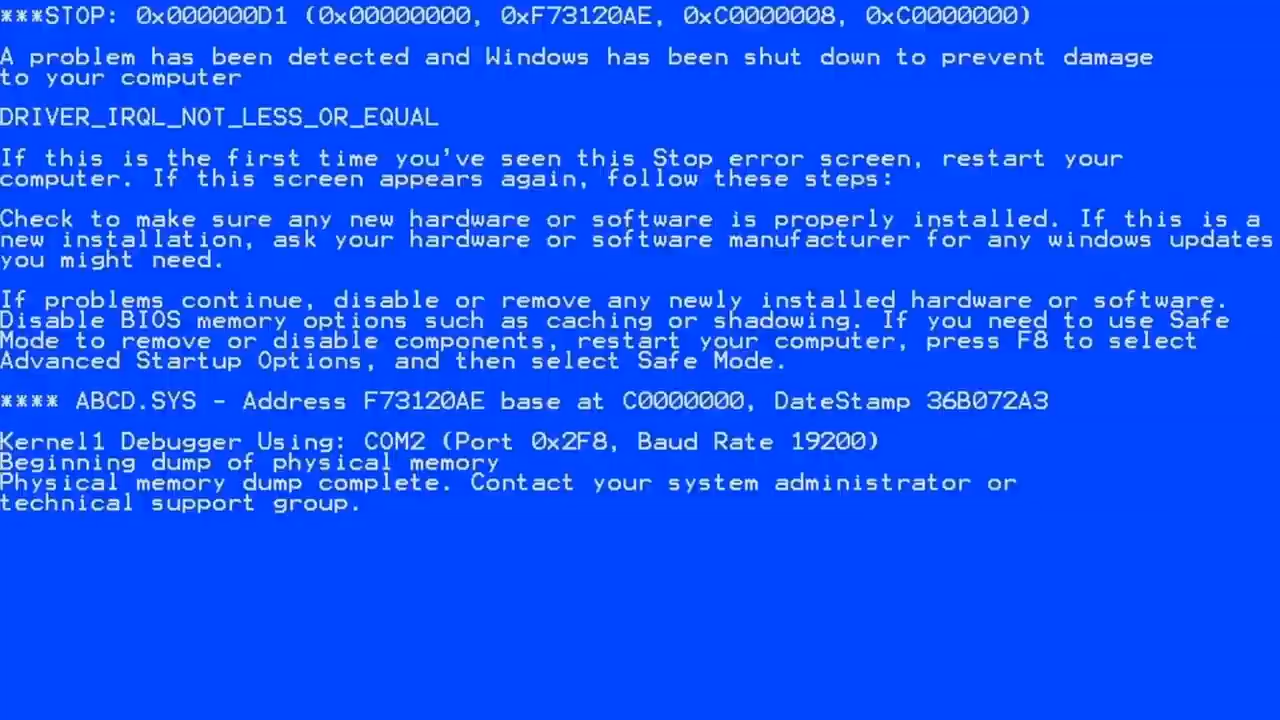 ***STOP: 0x000000D1 (0x00000000, 0xF73120AE, 0xC0000008, 0xC0000000)
A problem has been detected and Windows has been shut down to prevent damage
to your computer
DRIVER_IRQL_NOT_LESS_OR_EQUAL
If this is the first time you've seen this Stop error screen, restart your
computer. If this screen appears again, follow these steps:
Check to make sure any new hardware or software is properly installed. If this is a
new installation, ask your hardware or software manufacturer for any windows updates
you might need.
If problems continue, disable or remove any newly installed hardware or software.
Disable BIOS memory options such as caching or shadowing. If you need to use Safe
Mode to remove or disable components, restart your computer, press F8 to select
Advanced Startup Options, and then select Safe Mode.
**** ABCD.SYS - Address F73120AE base at C0000000, DateStamp 36B072A3
Kernel1 Debugger Using: COM2 (Port 0x2F8, Baud Rate 19200)
Beginning dump of physical memory
Physical memory dump complete. Contact your system administrator or
technical support group.